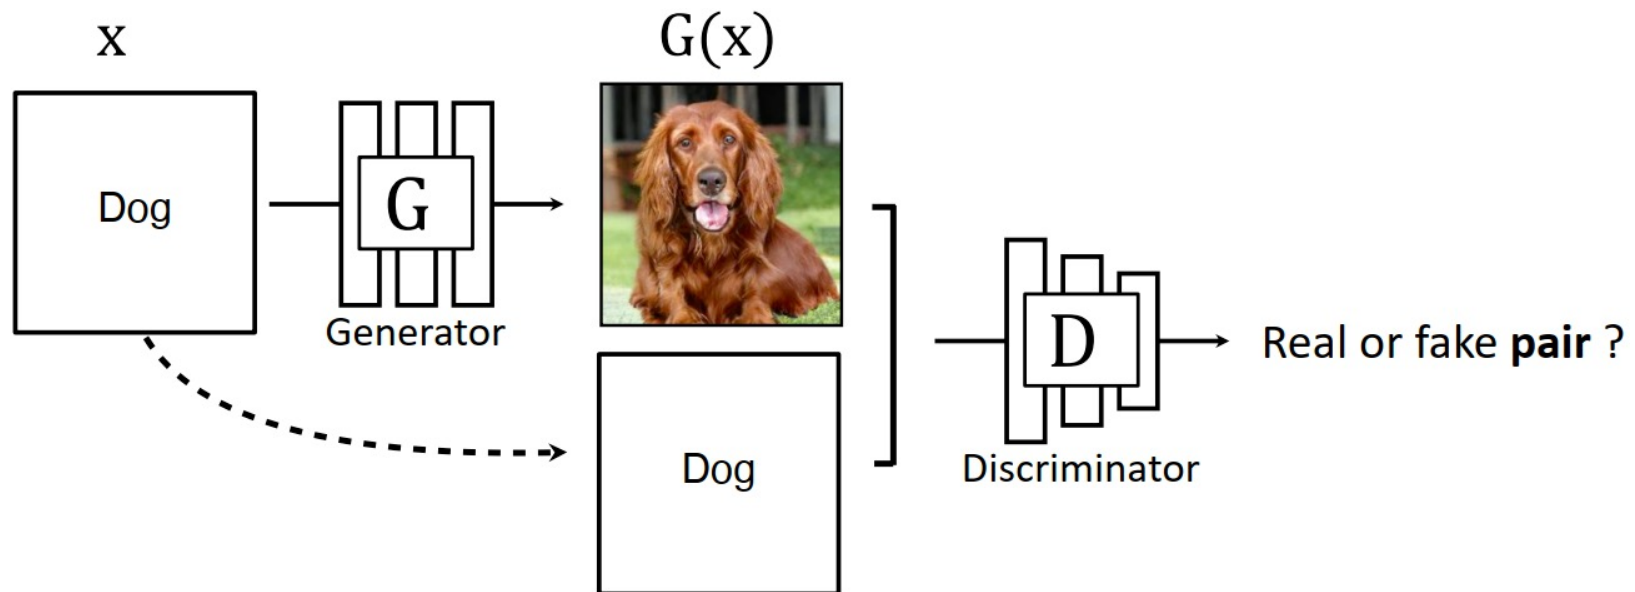 x
G(x)
Dog
G
Generator
Dog
D
Discriminator
Real or fake pair ?